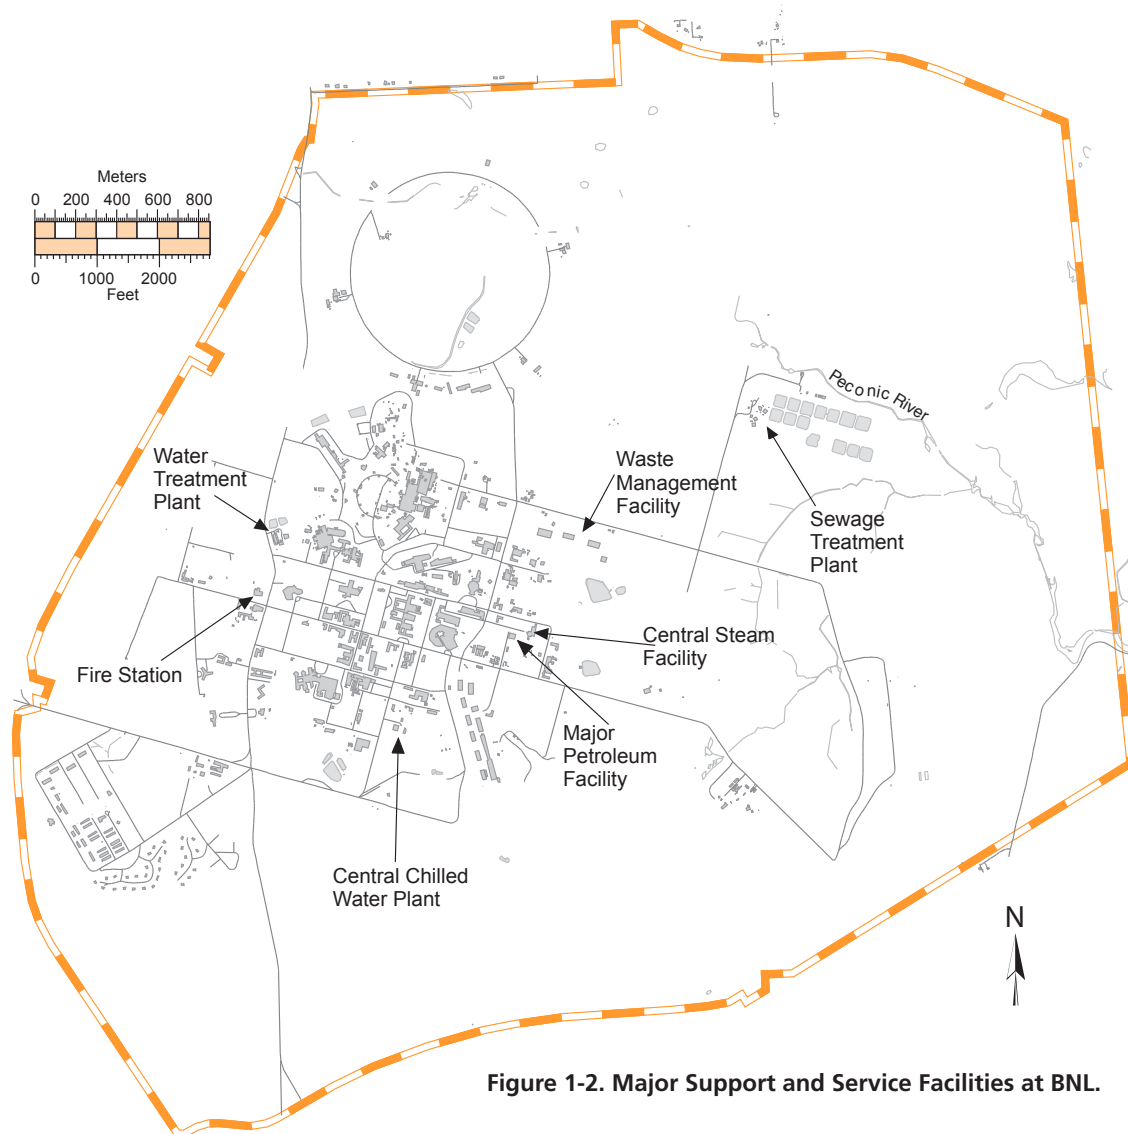 Meters
0 200 400 600 800
0 1000 2000
Feet
Peconic River
Water
Treatment
Plant
Waste
Management
Facility
Sewage
Treatment
Plant
Central Steam
Facility
Fire Station
Major
Petroleum
Facility
Central Chilled
Water Plant
N
Figure 1-2. Major Support and Service Facilities at BNL.